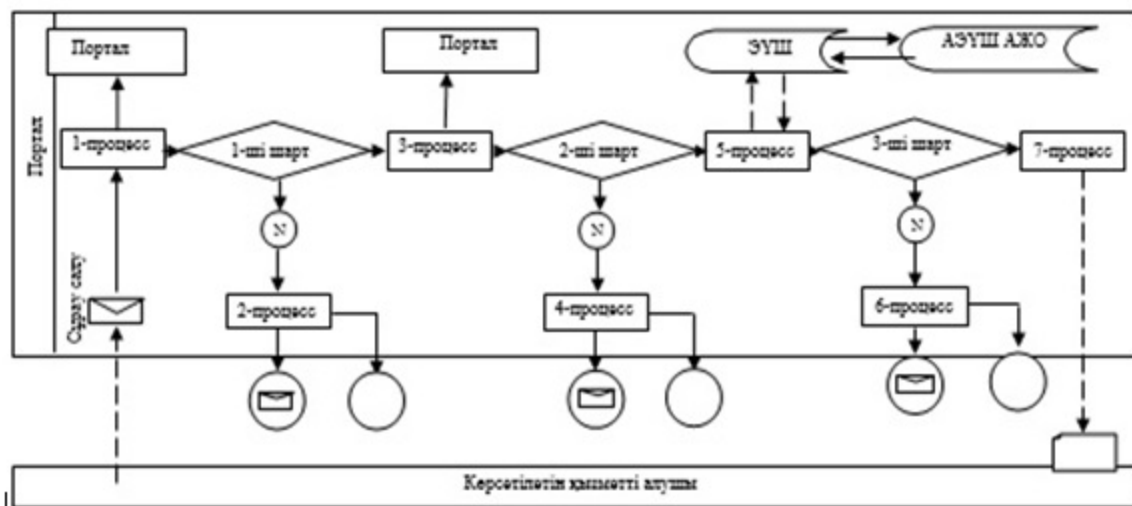 Портал
Портал
ЭҮШ
АЭҮШ АЖО
Портал
1-процесс
1-ші шарт
3-процесс
2-ші шарт
5-процесс
3-ші шарт
7-процесс
N
N
N
Сұрау салу
2-процесс
4-процесс
6-процесс
Көрсетілетін қызметті алушы